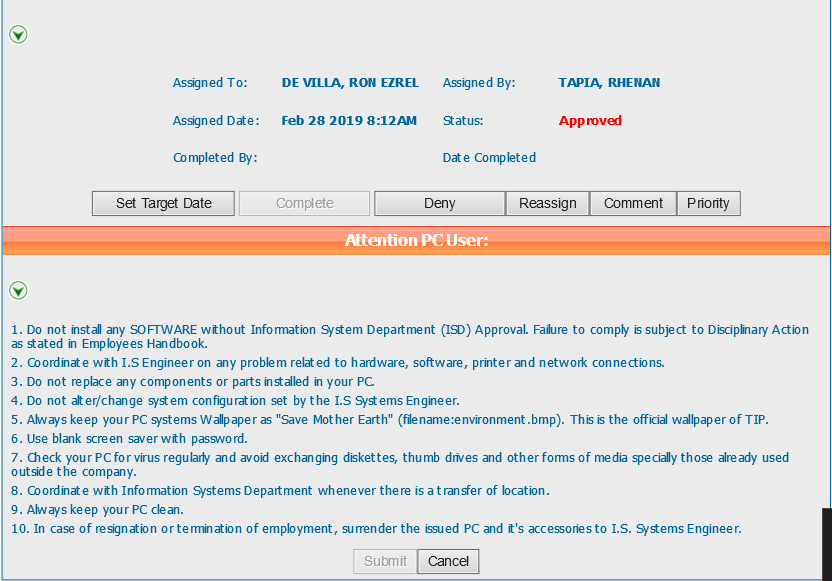 Assigned To: DE VILLA, RON EZREL Assigned By: TAPIA, RHENAN
Assigned Date: Feb 28 2019 8:12AM Status: Approved
Completed By: Date Completed
Set Target Date Complete Deny Reassign Comment Priority
Attention PC User:
1. Do not install any SOFTWARE without Information System Department (ISD) Approval. Failure to comply is subject to Disciplinary Action
as stated in Employees Handbook.
2. Coordinate with I.S Engineer on any problem related to hardware, software, printer and network connections.
3. Do not replace any components or parts installed in your PC.
4. Do not alter/change system configuration set by the I.S Systems Engineer.
5. Always keep your PC systems Wallpaper as "Save Mother Earth" (filename:environment.bmp). This is the official wallpaper of TIP.
6. Use blank screen saver with password.
7. Check your PC for virus regularly and avoid exchanging diskettes, thumb drives and other forms of media specially those already used
outside the company.
8. Coordinate with Information Systems Department whenever there is a transfer of location.
9. Always keep your PC clean.
10. In case of resignation or termination of employment, surrender the issued PC and it's accessories to I.S. Systems Engineer.
Submit Cancel